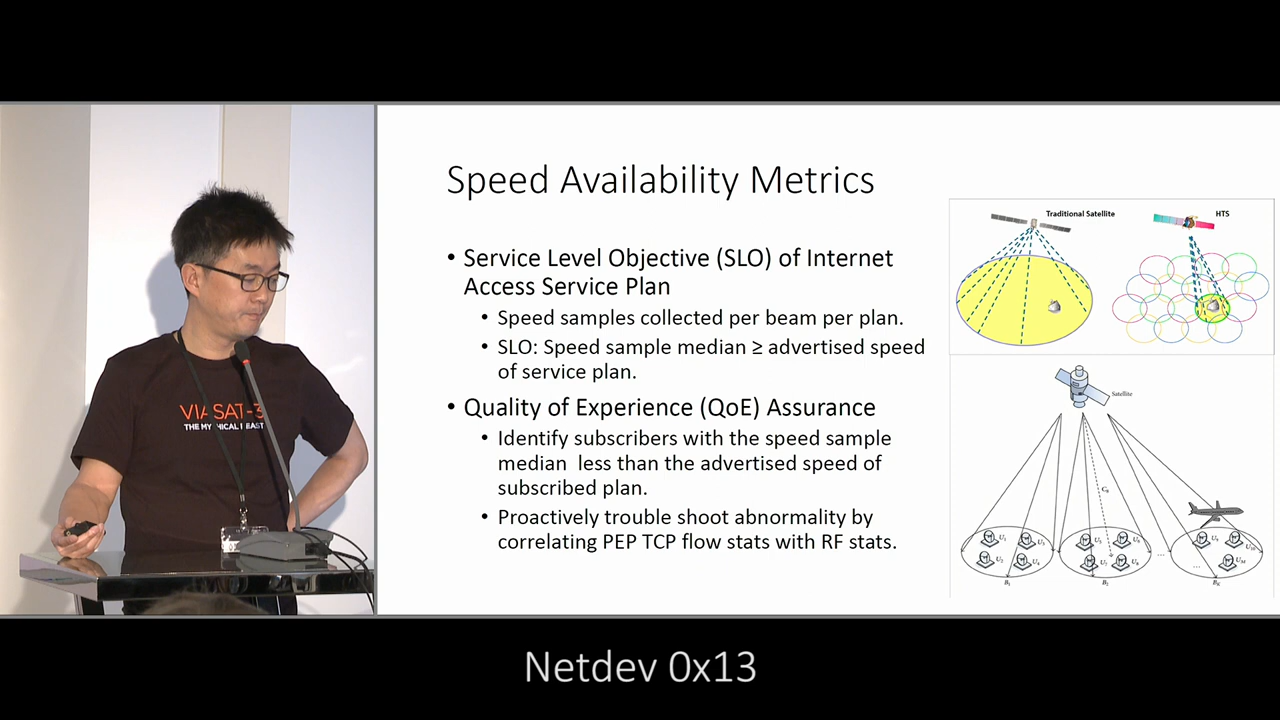 VIASAT-3
THE MYTHICAL BEAST
Speed Availability Metrics
• Service Level Objective (SLO) of Internet
Access Service Plan
• Speed samples collected per beam per plan.
• SLO: Speed sample median ≥ advertised speed
of service plan.
• Quality of Experience (QoE) Assurance
• Identify subscribers with the speed sample
median less than the advertised speed of
subscribed plan.
• Proactively trouble shoot abnormality by
correlating PEP TCP flow stats with RF stats.
Traditional Satellite
HTS
Satellite
B1
B2
BK
Netdev 0x13